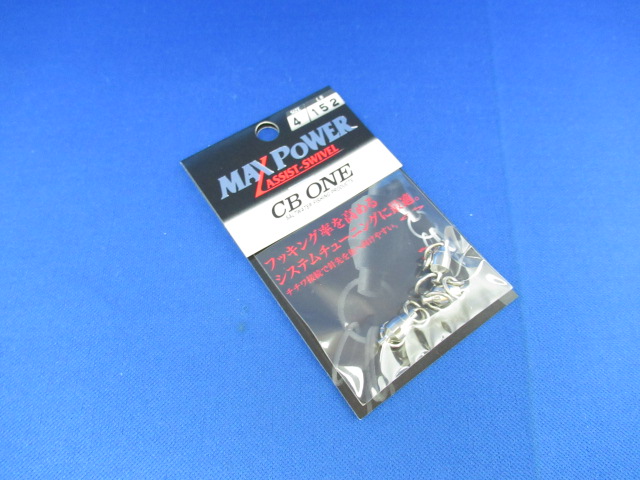 4 152
MAX POWER
ASSIST-SWIVEL
CB ONE
フッキング率を高める
システムチューニングに最適。